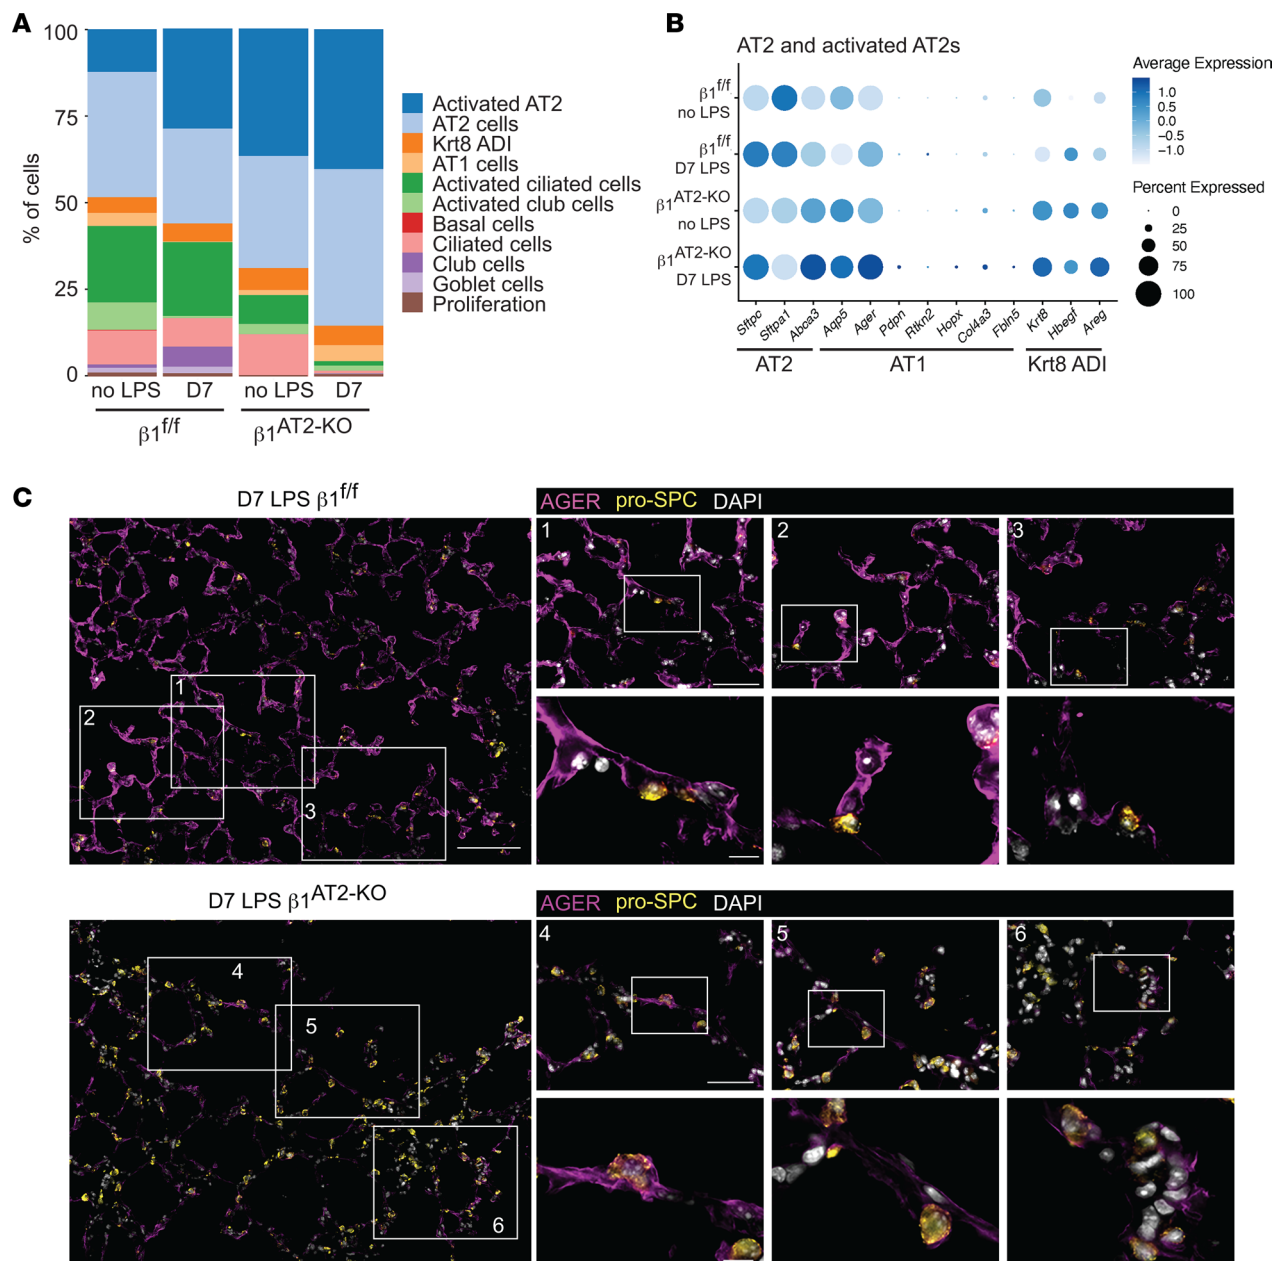 A
100
75
50
25
0
% of cells
no LPS D7 no LPS D7
β1f/f β1AT2-KO
Activated AT2
AT2 cells
Krt8 ADI
AT1 cells
Activated ciliated cells
Activated club cells
Basal cells
Ciliated cells
Club cells
Goblet cells
Proliferation
B
AT2 and activated AT2s
β1f/f
no LPS
β1f/f
D7 LPS
β1AT2-KO
no LPS
β1AT2-KO
D7 LPS
Sftpc Sftpa1 Abca3 Aqp5 Ager Pdpn Rtkn2 Hopx Col4a3 Fbln5 Krt8 Hbegf Areg
AT2 AT1 Krt8 ADI
Average Expression
1.0
0.5
0.0
−0.5
−1.0
Percent Expressed
0
25
50
75
100
C
D7 LPS β1f/f
AGER pro-SPC DAPI
1
2
3
1 2 3
D7 LPS β1AT2-KO
AGER pro-SPC DAPI
4
5
6
4 5 6